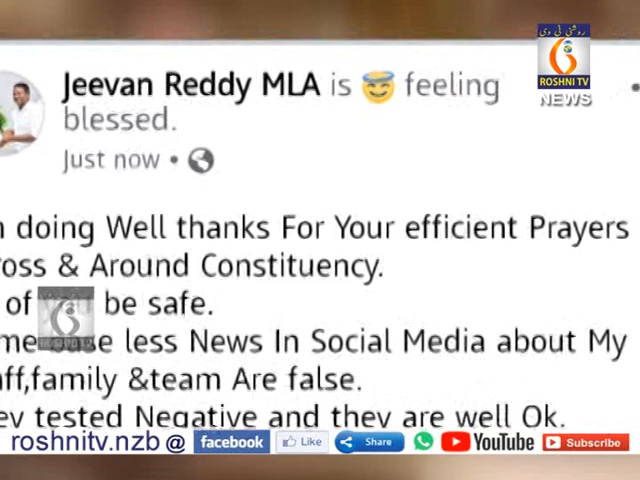 روشنی ٹی وی
ROSHNI TV
NEWS
Jeevan Reddy MLA is 😇 feeling
blessed.
Just now •
doing Well thanks For Your efficient Prayers
& Around Constituency.
of be safe.
less News In Social Media about My
,family &team Are false.
tested Negative and they are well Ok.
roshnitv.nzb @ facebook Like Share YouTube Subscribe